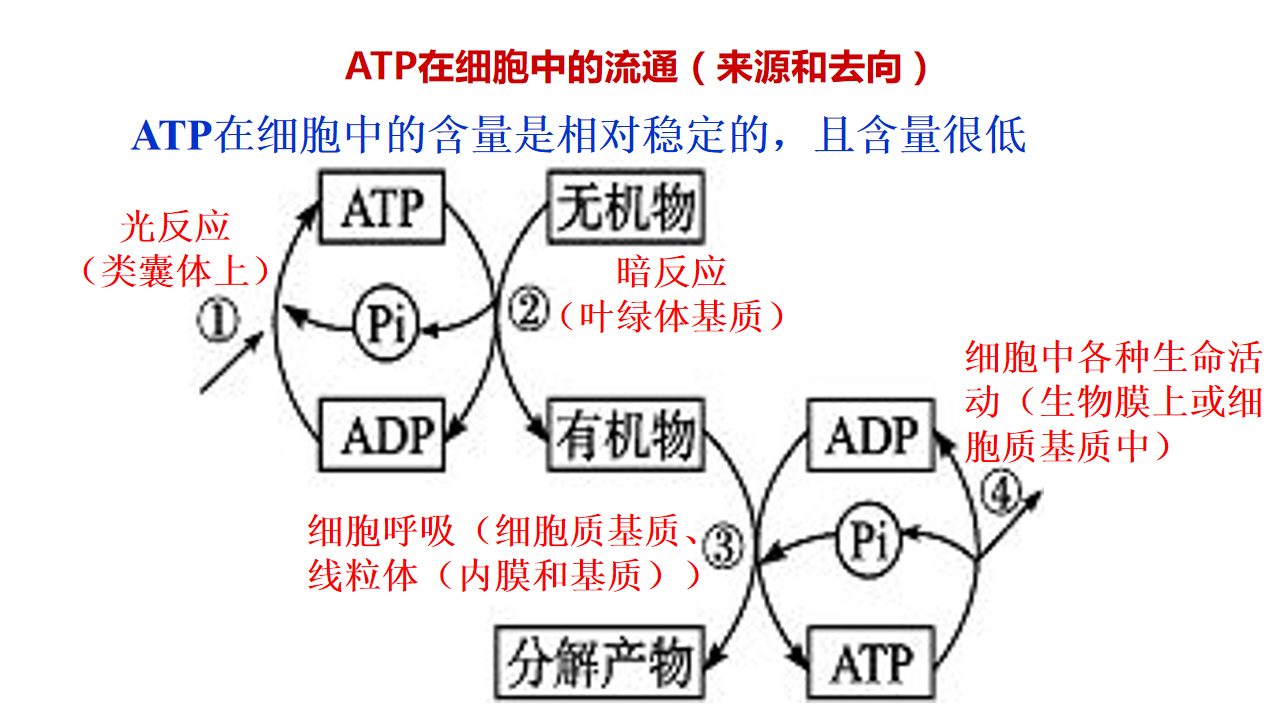 ATP在细胞中的流通（来源和去向）
ATP在细胞中的含量是相对稳定的，且含量很低
ATP
无机物
光反应
（类囊体上）
暗反应
（叶绿体基质）
①
Pi
②
细胞中各种生命活
动（生物膜上或细
胞质基质中）
ADP
有机物
ADP
④
细胞呼吸（细胞质基质、
线粒体（内膜和基质））
③
Pi
分解产物
ATP